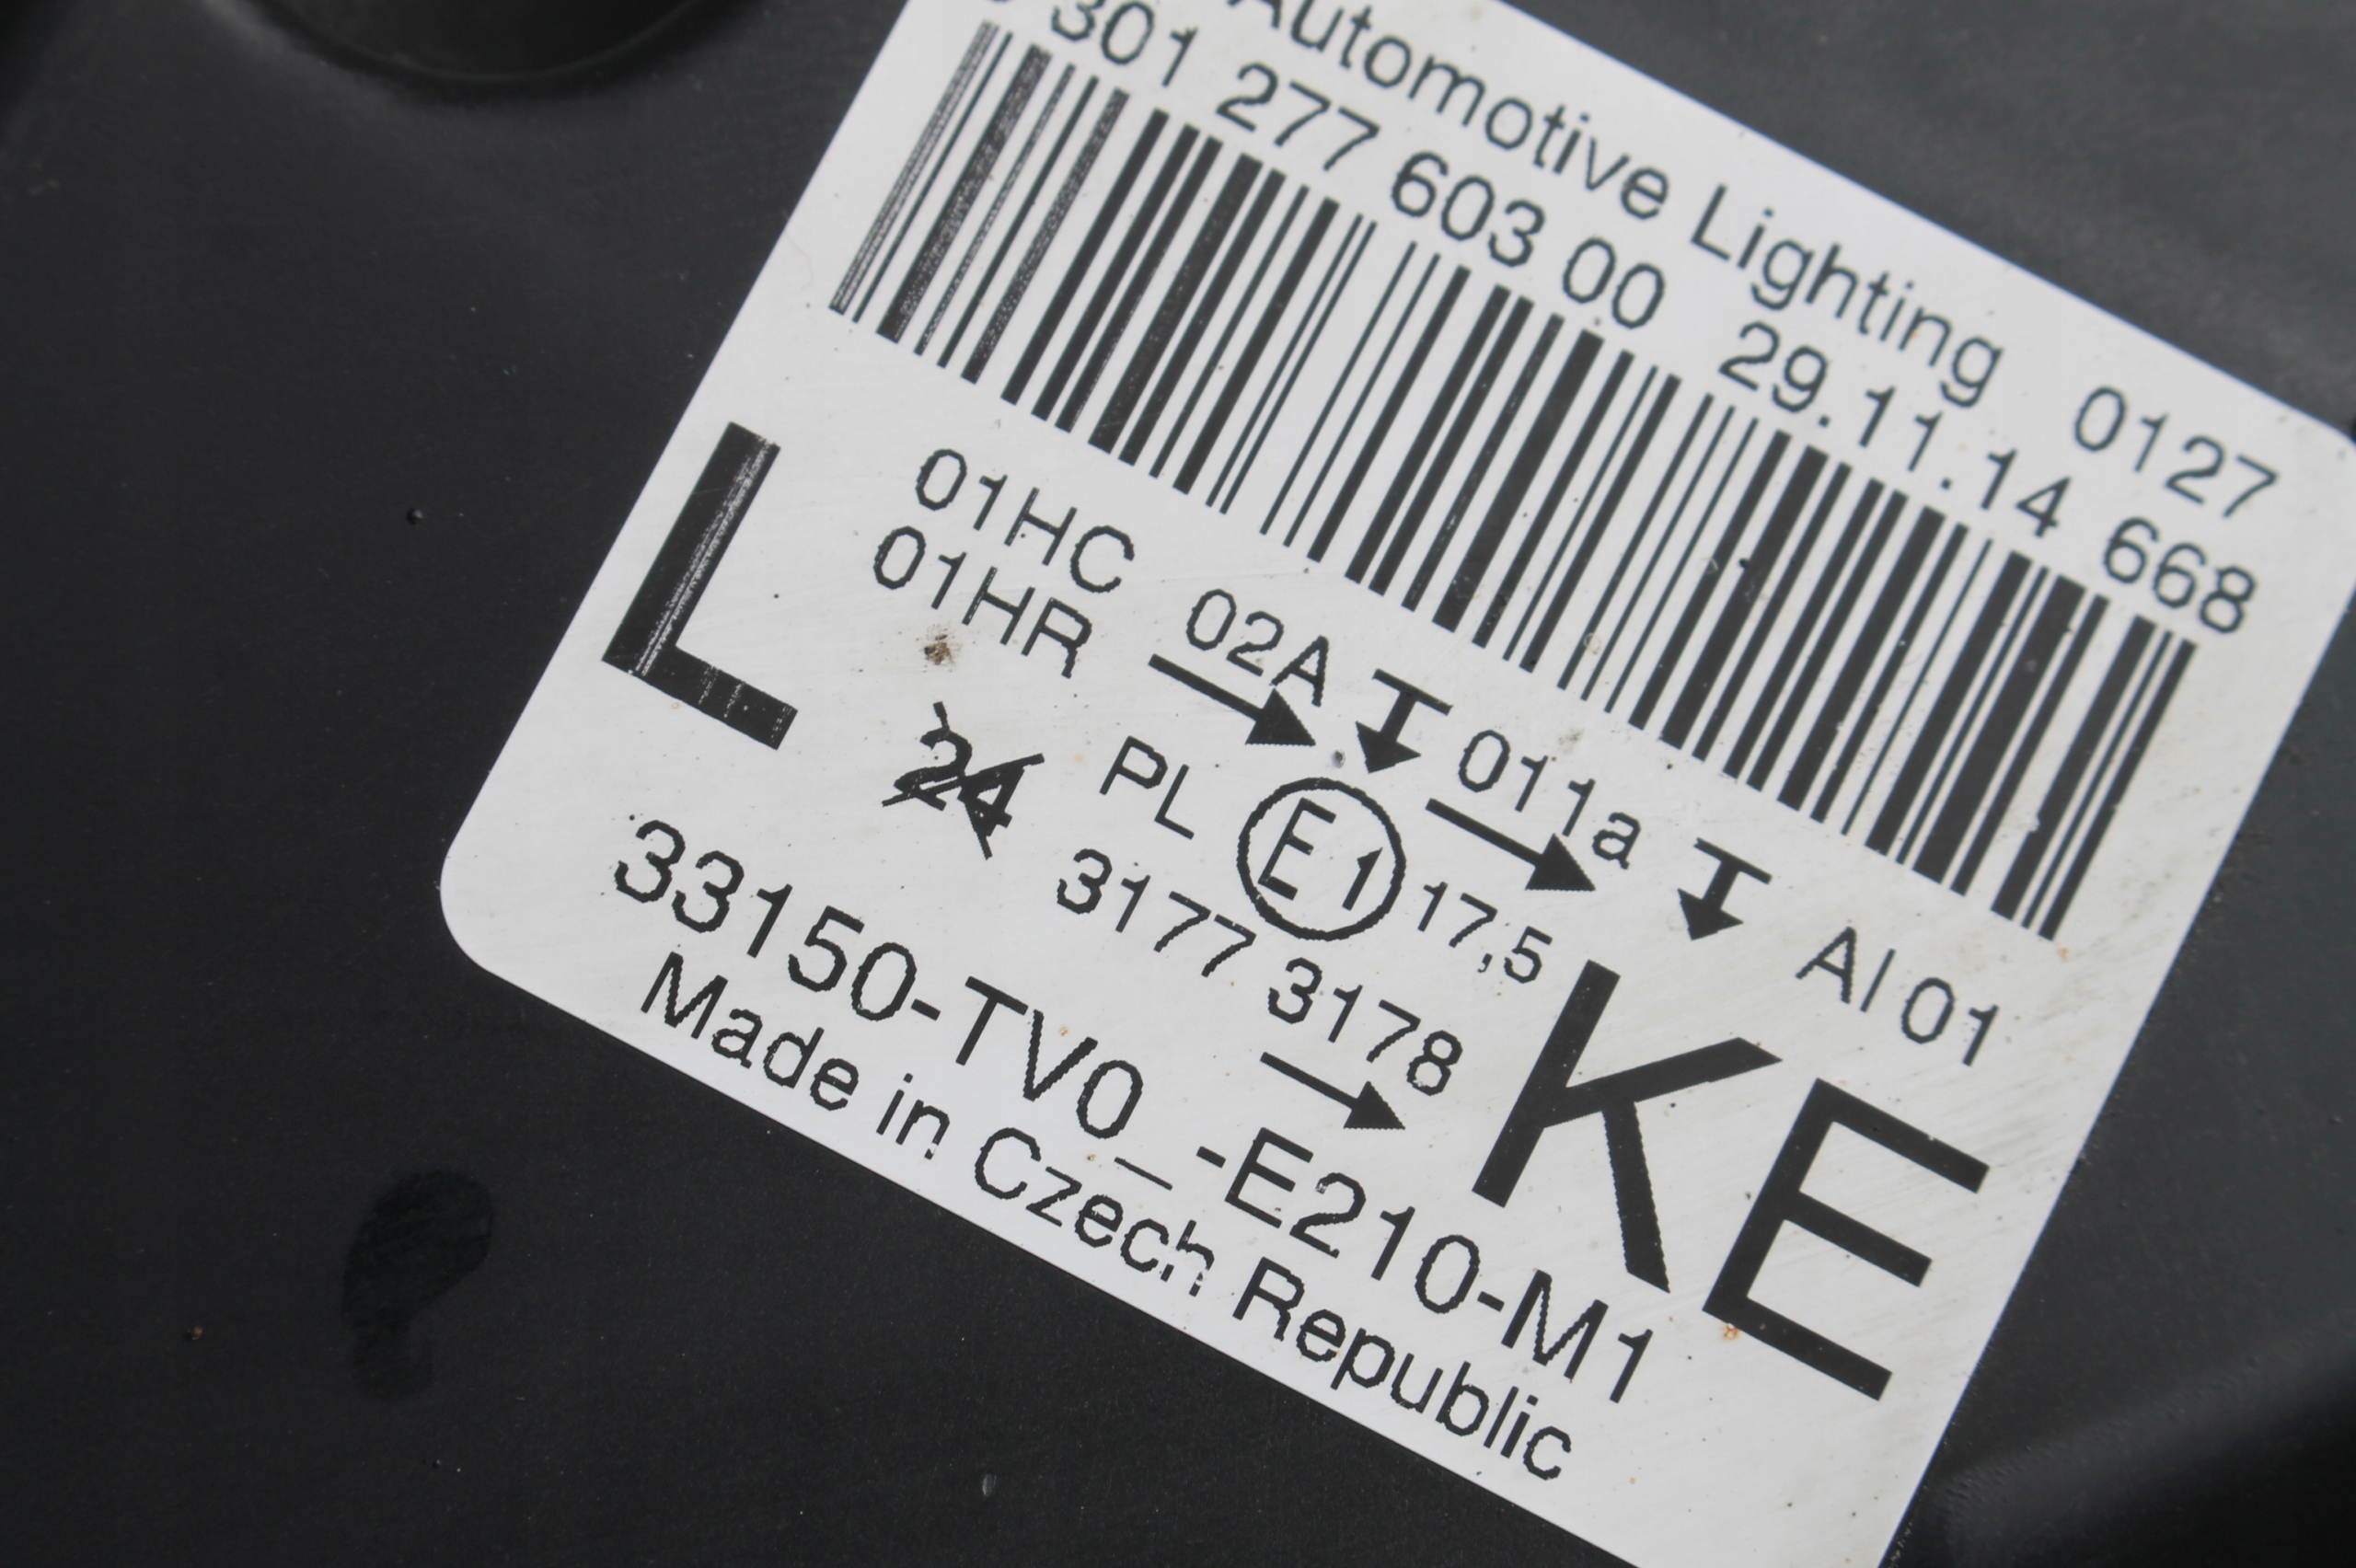 Automotive Lighting 0127
301 277 603 00 29.11.14 668
L
01HC
01HR
02A
011a
AI 01
24
PL
E1
17,5
3177 3178
KE
33150-TV0_-E210-M1
Made in Czech Republic